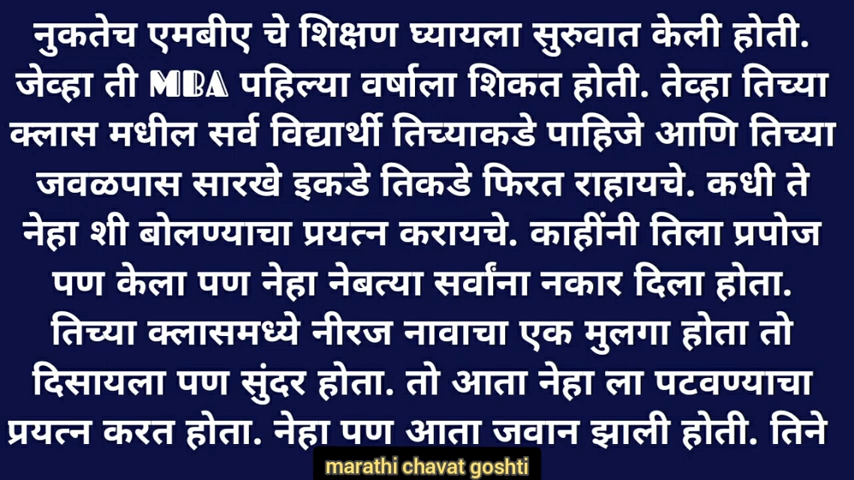 नुकतेच एमबीए चे शिक्षण घ्यायला सुरुवात केली होती.
जेव्हा ती MBA पहिल्या वर्षाला शिकत होती. तेव्हा तिच्या
क्लास मधील सर्व विद्यार्थी तिच्याकडे पाहिजे आणि तिच्या
जवळपास सारखे इकडे तिकडे फिरत राहायचे. कधी ते
नेहा शी बोलण्याचा प्रयत्न करायचे. काहींनी तिला प्रपोज
पण केला पण नेहा नेबत्या सर्वांना नकार दिला होता.
तिच्या क्लासमध्ये नीरज नावाचा एक मुलगा होता तो
दिसायला पण सुंदर होता. तो आता नेहा ला पटवण्याचा
प्रयत्न करत होता. नेहा पण आता जवान झाली होती. तिने
marathi chavat goshti